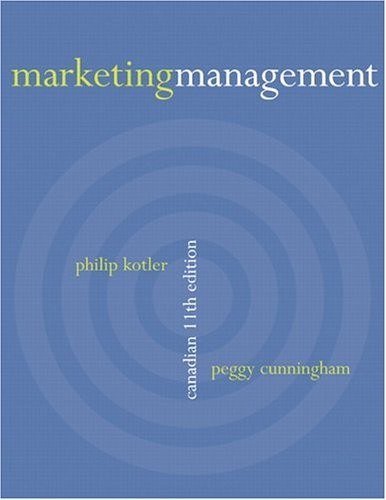 marketingmanagement
philip kotler
canadian 11th edition
peggy cunningham